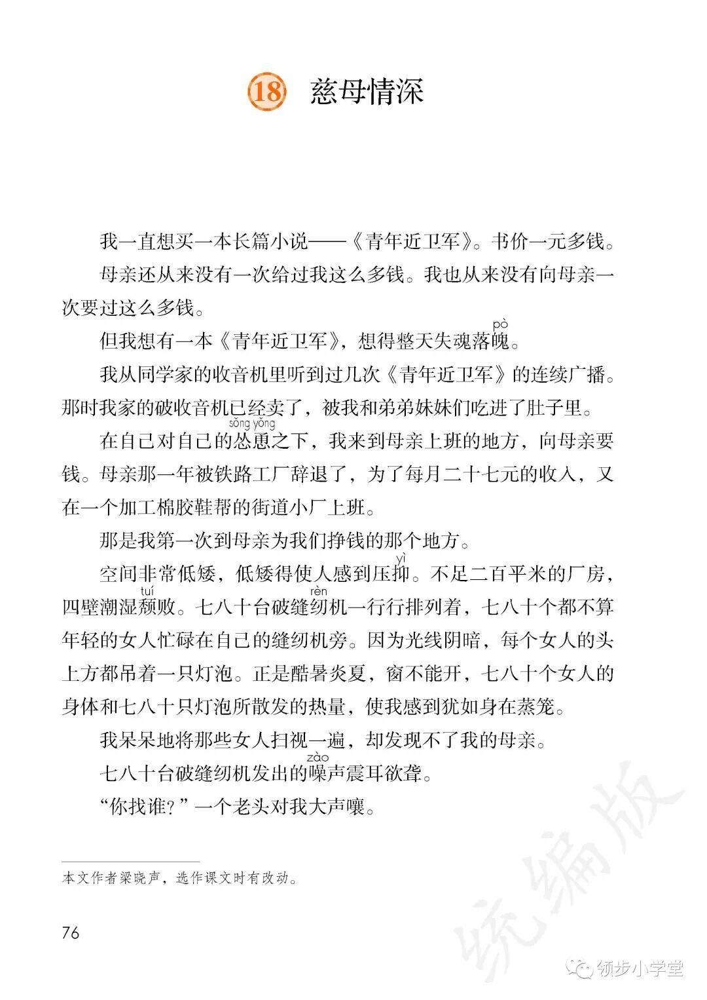 18 慈母情深
我一直想买一本长篇小说——《青年近卫军》。书价一元多钱。
母亲还从来没有一次给过我这么多钱。我也从来没有向母亲一
次要过这么多钱。
pò
但我想有一本《青年近卫军》，想得整天失魂落魄。
我从同学家的收音机里听到过几次《青年近卫军》的连续广播。
那时我家的破收音机已经卖了，被我和弟弟妹妹们吃进了肚子里。
sǒng yǒng
在自己对自己的怂恿之下，我来到母亲上班的地方，向母亲要
钱。母亲那一年被铁路工厂辞退了，为了每月二十七元的收入，又
在一个加工棉胶鞋帮的街道小厂上班。
那是我第一次到母亲为我们挣钱的那个地方。
yì
空间非常低矮，低矮得使人感到压抑。不足二百平米的厂房，
tuí rèn
四壁潮湿颓败。七八十台破缝纫机一行行排列着，七八十个都不算
年轻的女人忙碌在自己的缝纫机旁。因为光线阴暗，每个女人的头
上方都吊着一只灯泡。正是酷暑炎夏，窗不能开，七八十个女人的
身体和七八十只灯泡所散发的热量，使我感到犹如身在蒸笼。
我呆呆地将那些女人扫视一遍，却发现不了我的母亲。
zào
七八十台破缝纫机发出的噪声震耳欲聋。
“你找谁？”一个老头对我大声嚷。
本文作者梁晓声，选作课文时有改动。
76
统编版
领步小学堂